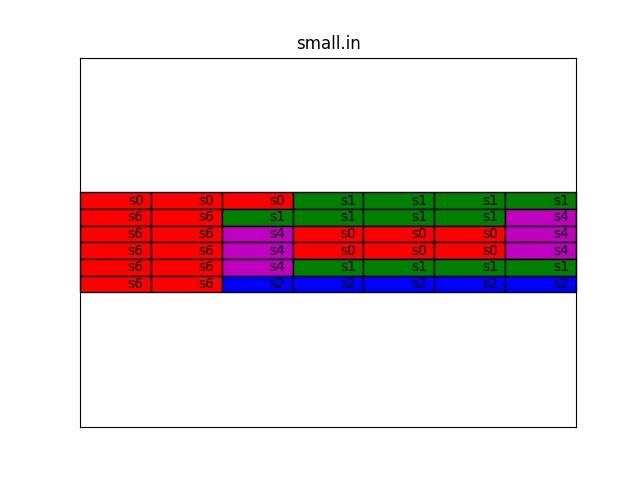 small.in
s0 s0 s0 s1 s1 s1 s1
s6 s6 s1 s1 s1 s1 s4
s6 s6 s4 s0 s0 s0 s4
s6 s6 s4 s0 s0 s0 s4
s6 s6 s4 s1 s1 s1 s1
s6 s6 s2 s2 s2 s2 s2